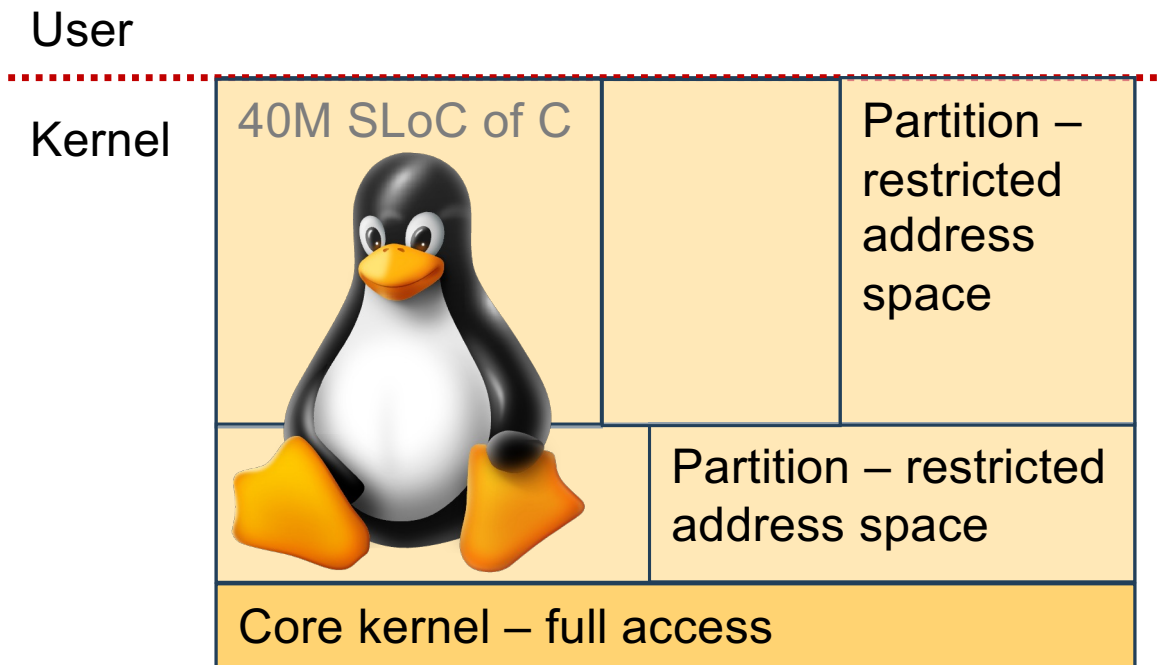 User
Kernel
40M SLoC of C
Partition –
restricted
address
space
Partition – restricted
address space
Core kernel – full access